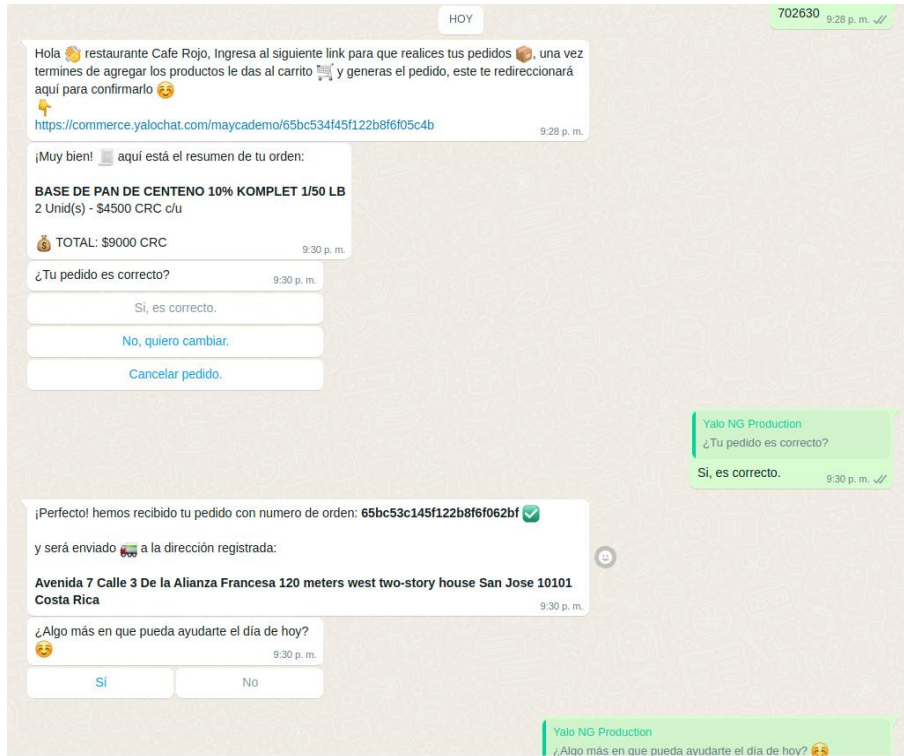 HOY
702630 9:28 p. m.
Hola 👋 restaurante Cafe Rojo, Ingresa al siguiente link para que realices tus pedidos 📦, una vez
termines de agregar los productos le das al carrito 🛒 y generas el pedido, este te redireccionará
aquí para confirmarlo ☺️
👇
https://commerce.yalochat.com/maycademo/65bc534f45f122b8f6f05c4b 9:28 p. m.
¡Muy bien! 🧾 aquí está el resumen de tu orden:
BASE DE PAN DE CENTENO 10% KOMPLET 1/50 LB
2 Unid(s) - $4500 CRC c/u
💰 TOTAL: $9000 CRC 9:30 p. m.
¿Tu pedido es correcto? 9:30 p. m.
Si, es correcto.
No, quiero cambiar.
Cancelar pedido.
Yalo NG Production
¿Tu pedido es correcto?
Si, es correcto. 9:30 p. m.
¡Perfecto! hemos recibido tu pedido con numero de orden: 65bc53c145f122b8f6f062bf ✅
y será enviado 🚛 a la dirección registrada:
Avenida 7 Calle 3 De la Alianza Francesa 120 meters west two-story house San Jose 10101
Costa Rica 9:30 p. m.
¿Algo más en que pueda ayudarte el día de hoy?
☺️ 9:30 p. m.
Sí No
Yalo NG Production
¿Algo más en que pueda ayudarte el día de hoy? ☺️